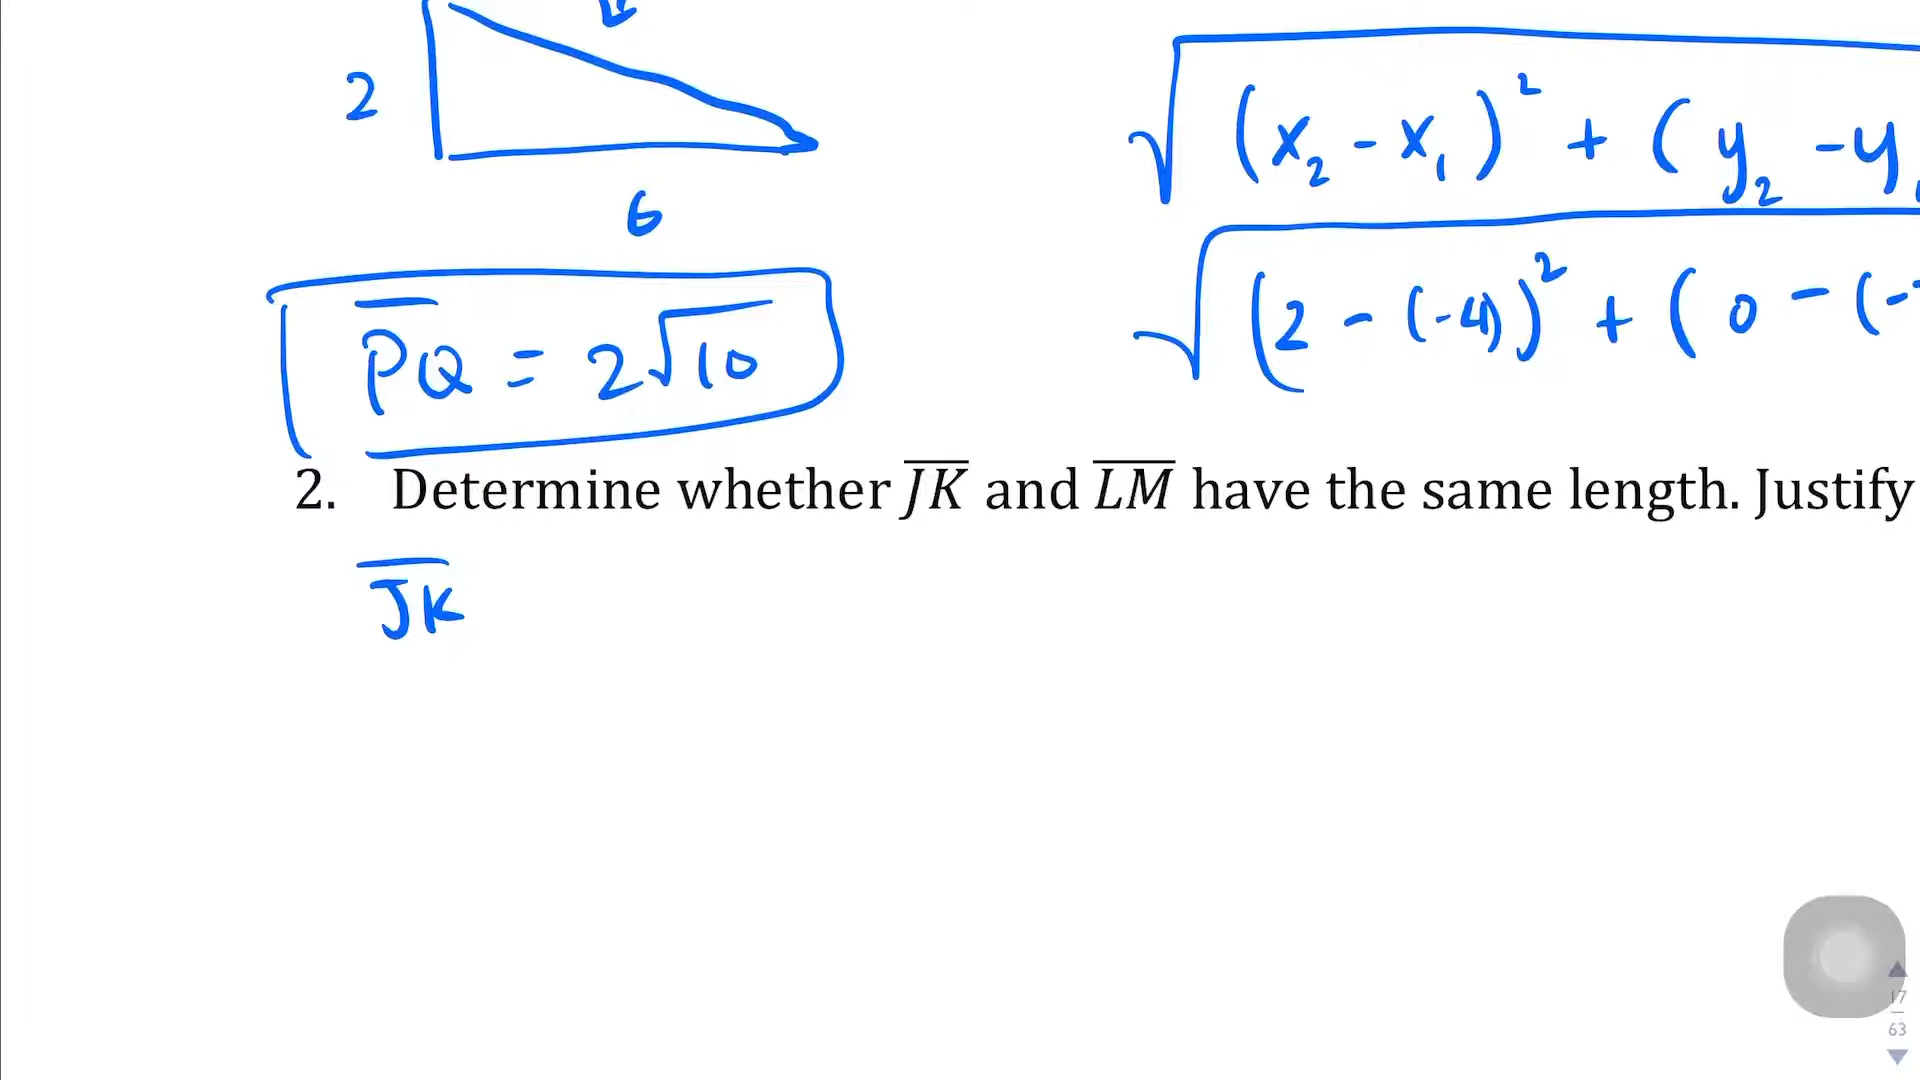 2
6
√(x₂ - x₁)² + (y₂ - y
√(2 - (-4))² + (0 - (-
PQ = 2√10
2. Determine whether JK and LM have the same length. Justify
JK
17
63